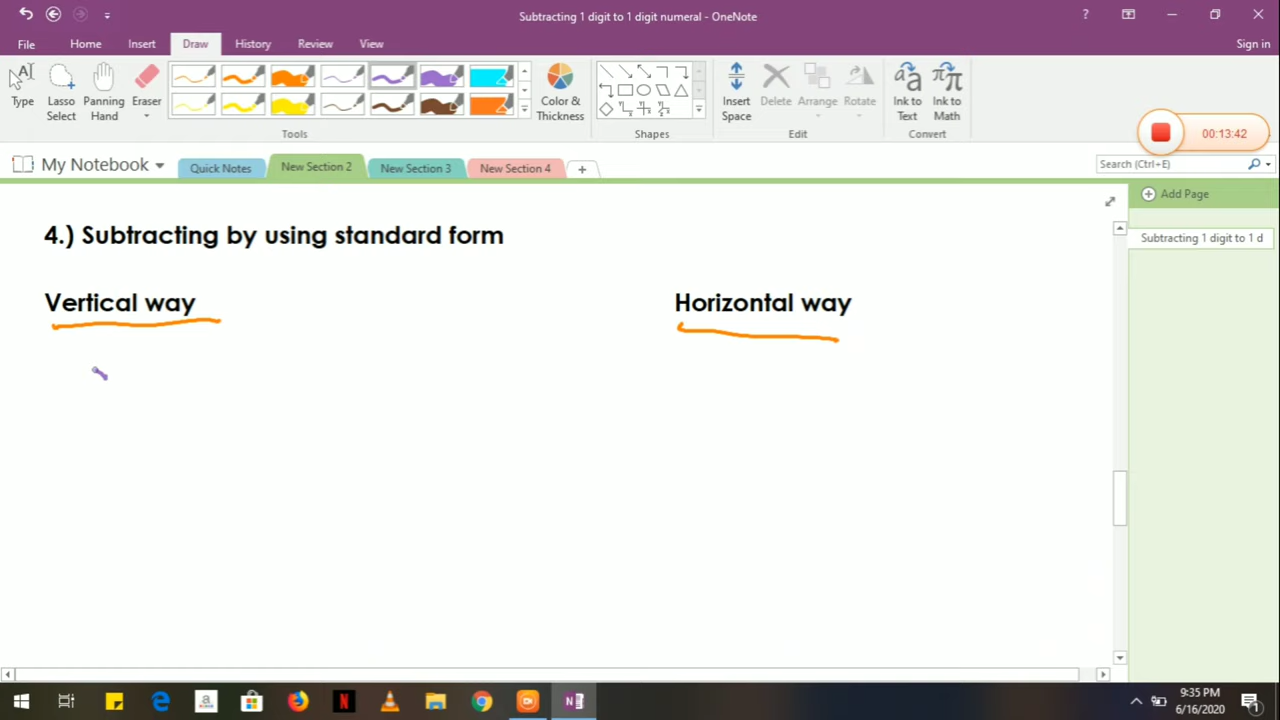 Subtracting 1 digit to 1 digit numeral - OneNote
?
File Home Insert Draw History Review View
Sign in
Type
Lasso Select
Panning Hand
Eraser
Color & Thickness
Insert Space
Delete
Arrange
Rotate
Ink to Text
Ink to Math
Tools
Shapes
Edit
Convert
00:13:42
My Notebook
Quick Notes
New Section 2
New Section 3
New Section 4
Search (Ctrl+E)
Add Page
Subtracting 1 digit to 1 d
4.) Subtracting by using standard form
Vertical way
Horizontal way
9:35 PM
6/16/2020